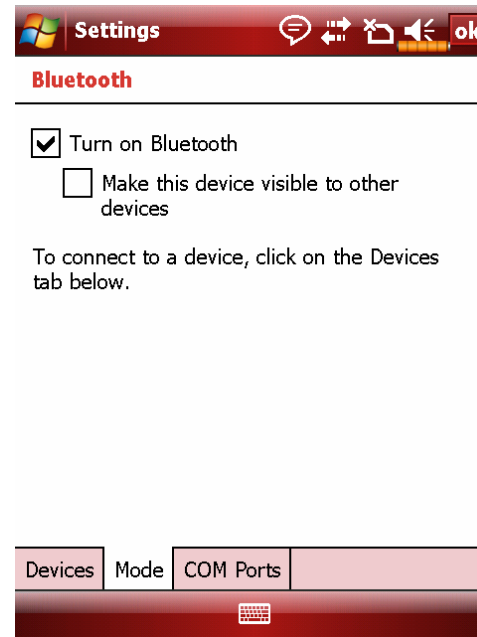 Settings
ok
Bluetooth
Turn on Bluetooth
Make this device visible to other
devices
To connect to a device, click on the Devices
tab below.
Devices Mode COM Ports